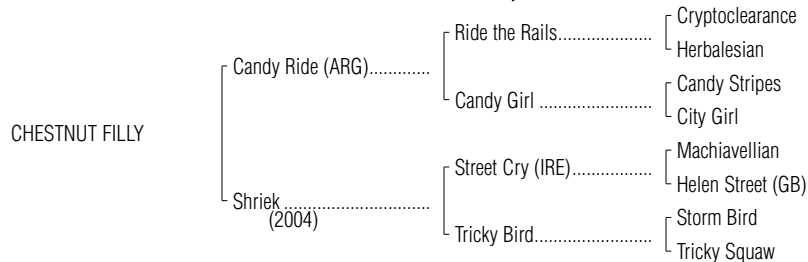 Cryptoclearance
Ride the Rails.....................
Herbalesian
Candy Ride (ARG).............
Candy Stripes
Candy Girl .........................
City Girl
CHESTNUT FILLY
Machiavellian
Street Cry (IRE)..................
Helen Street (GB)
Shriek ................................
(2004)
Storm Bird
Tricky Bird..........................
Tricky Squaw